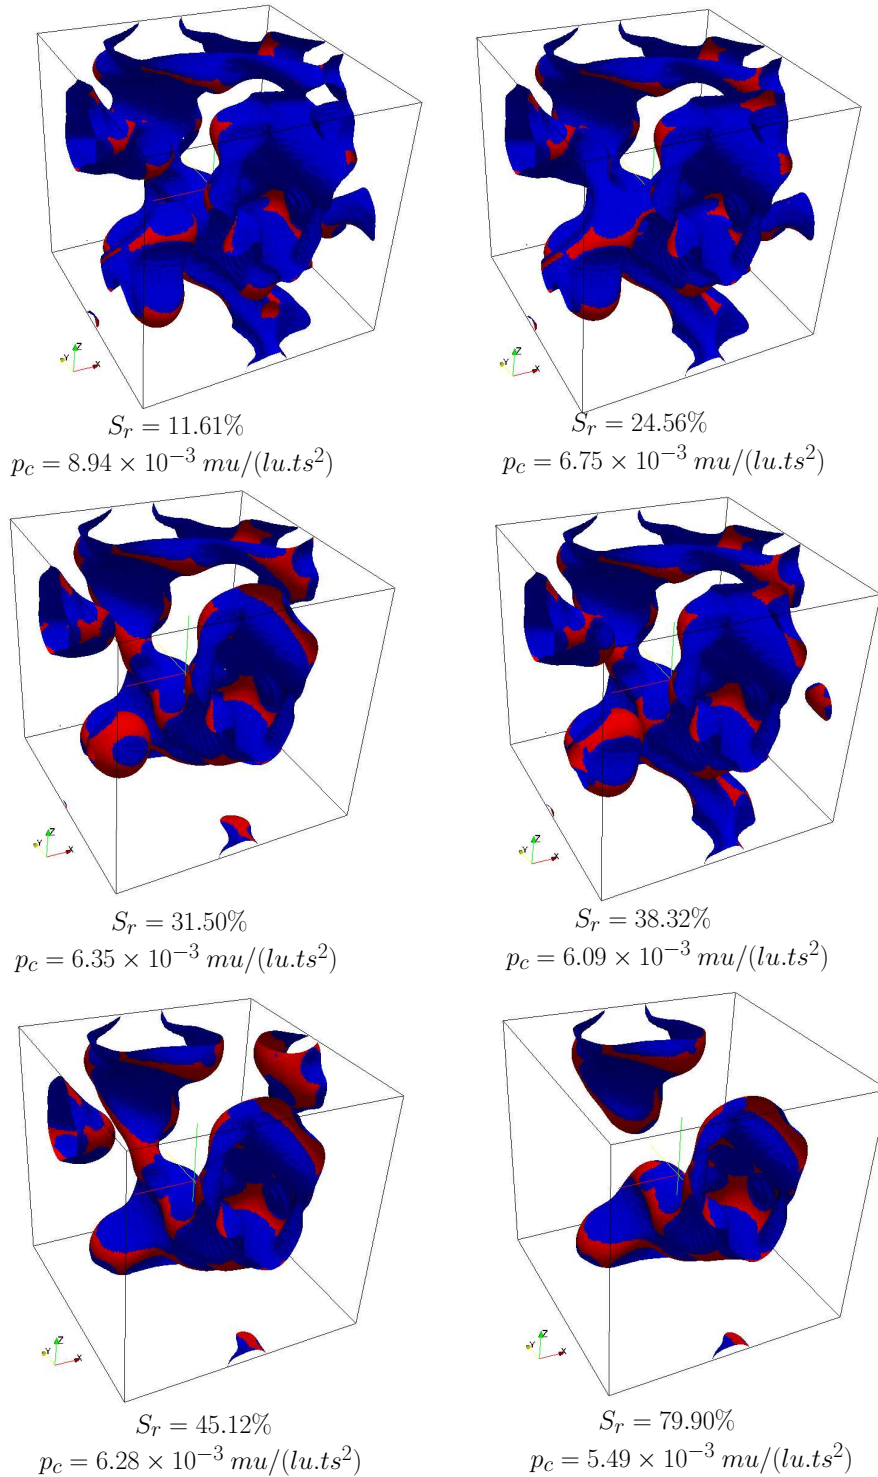 Z
Y
X
Z
Y
X
S_r = 11.61%
p_c = 8.94 × 10^{-3} mu/(lu.ts^2)
S_r = 24.56%
p_c = 6.75 × 10^{-3} mu/(lu.ts^2)
Z
Y
X
Z
Y
X
S_r = 31.50%
p_c = 6.35 × 10^{-3} mu/(lu.ts^2)
S_r = 38.32%
p_c = 6.09 × 10^{-3} mu/(lu.ts^2)
Z
Y
X
Z
Y
X
S_r = 45.12%
p_c = 6.28 × 10^{-3} mu/(lu.ts^2)
S_r = 79.90%
p_c = 5.49 × 10^{-3} mu/(lu.ts^2)